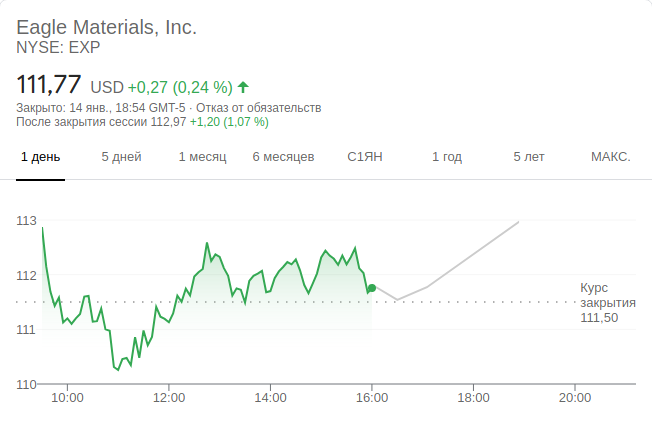 Eagle Materials, Inc.
NYSE: EXP
111,77 USD +0,27 (0,24 %)
Закрыто: 14 янв., 18:54 GMT-5 · Отказ от обязательств
После закрытия сессии 112,97 +1,20 (1,07 %)
1 день 5 дней 1 месяц 6 месяцев С1ЯН 1 год 5 лет МАКС.
113
112
Курс
закрытия
111,50
111
110
10:00 12:00 14:00 16:00 18:00 20:00